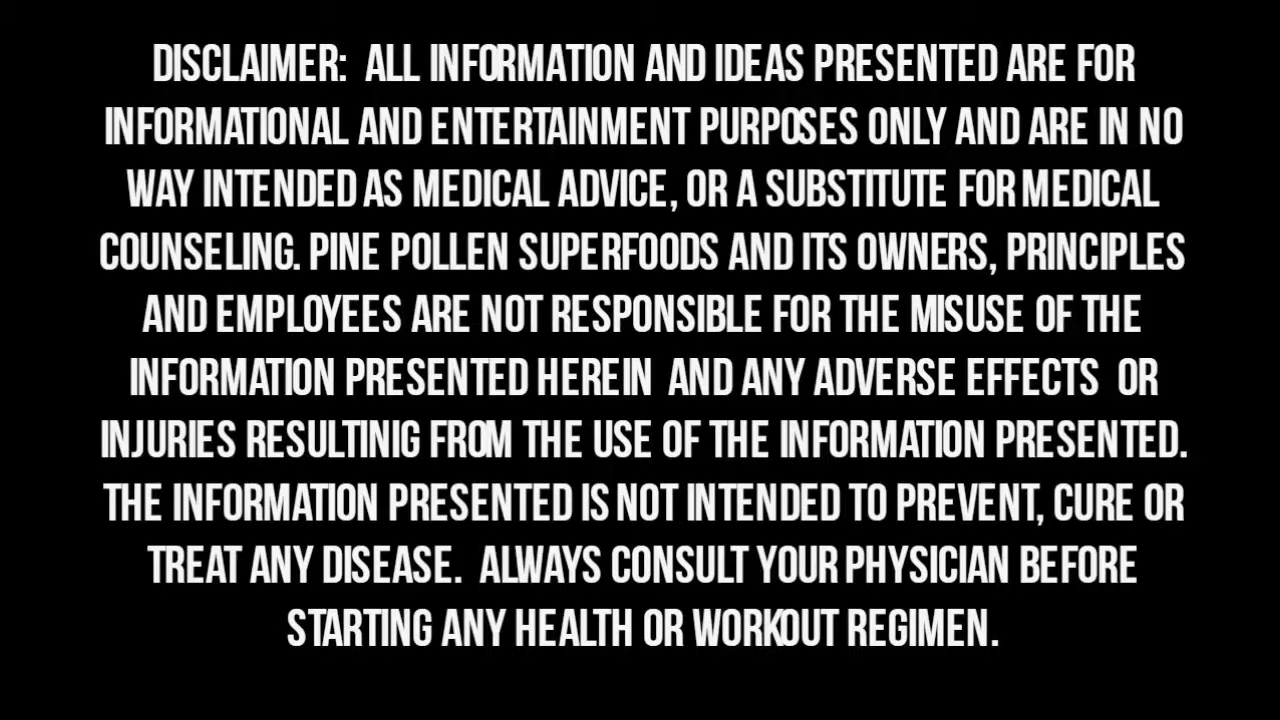 DISCLAIMER: ALL INFORMATION AND IDEAS PRESENTED ARE FOR
INFORMATIONAL AND ENTERTAINMENT PURPOSES ONLY AND ARE IN NO
WAY INTENDED AS MEDICAL ADVICE, OR A SUBSTITUTE FOR MEDICAL
COUNSELING. PINE POLLEN SUPERFOODS AND ITS OWNERS, PRINCIPLES
AND EMPLOYEES ARE NOT RESPONSIBLE FOR THE MISUSE OF THE
INFORMATION PRESENTED HEREIN AND ANY ADVERSE EFFECTS OR
INJURIES RESULTINIG FROM THE USE OF THE INFORMATION PRESENTED.
THE INFORMATION PRESENTED IS NOT INTENDED TO PREVENT, CURE OR
TREAT ANY DISEASE. ALWAYS CONSULT YOUR PHYSICIAN BEFORE
STARTING ANY HEALTH OR WORKOUT REGIMEN.